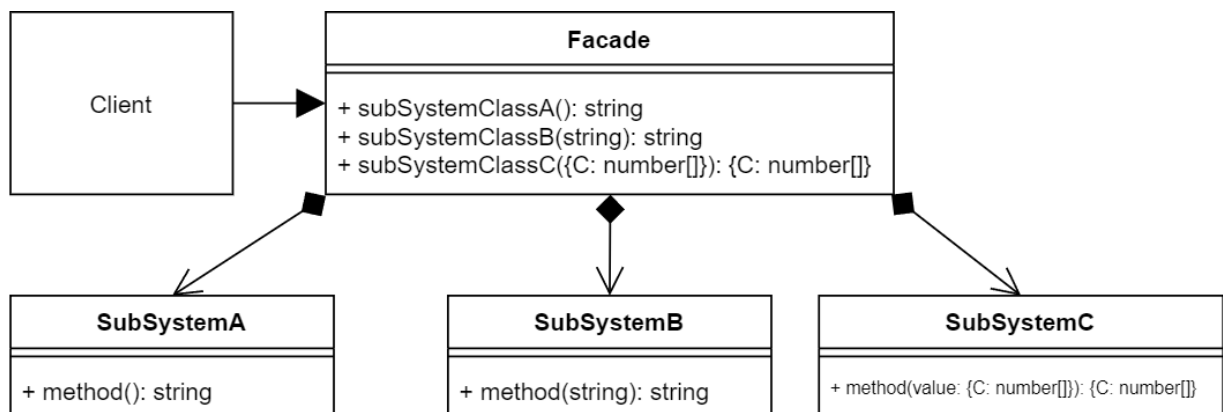 Client
Facade
+ subSystemClassA(): string
+ subSystemClassB(string): string
+ subSystemClassC({C: number[]}): {C: number[]}
SubSystemA
+ method(): string
SubSystemB
+ method(string): string
SubSystemC
+ method(value: {C: number[]}): {C: number[]}